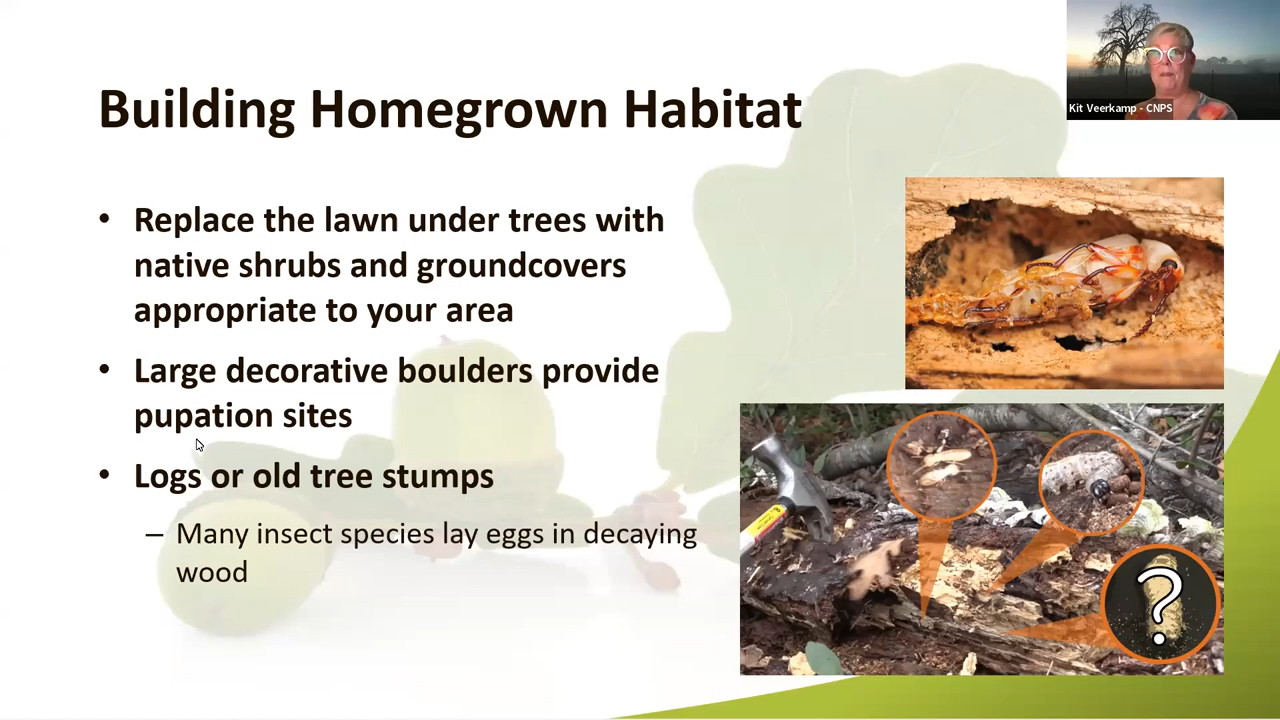 Kit Veerkamp - CNPS
Building Homegrown Habitat
• Replace the lawn under trees with
native shrubs and groundcovers
appropriate to your area
• Large decorative boulders provide
pupation sites
• Logs or old tree stumps
– Many insect species lay eggs in decaying
wood
?